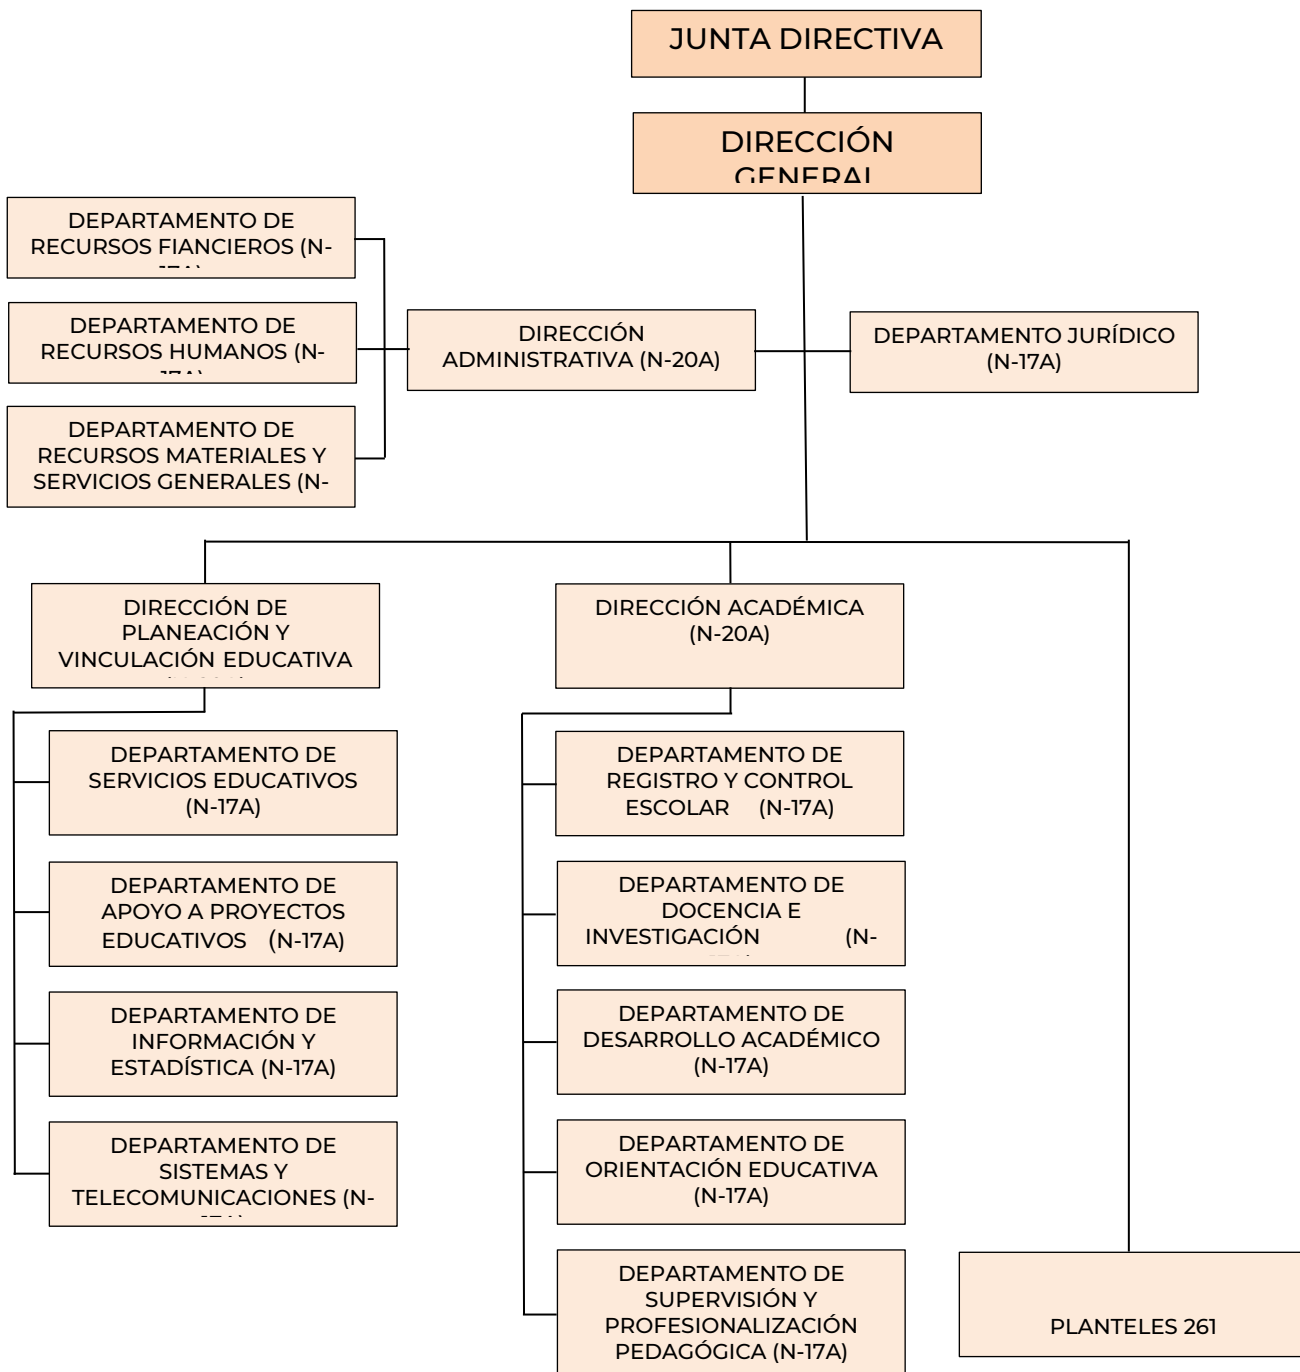 JUNTA DIRECTIVA
DIRECCIÓN
GENERAL
DEPARTAMENTO DE
RECURSOS FIANCIEROS (N-
17A)
DEPARTAMENTO DE
RECURSOS HUMANOS (N-
17A)
DEPARTAMENTO DE
RECURSOS MATERIALES Y
SERVICIOS GENERALES (N-
DIRECCIÓN
ADMINISTRATIVA (N-20A)
DEPARTAMENTO JURÍDICO
(N-17A)
DIRECCIÓN DE
PLANEACIÓN Y
VINCULACIÓN EDUCATIVA
DEPARTAMENTO DE
SERVICIOS EDUCATIVOS
(N-17A)
DEPARTAMENTO DE
APOYO A PROYECTOS
EDUCATIVOS (N-17A)
DEPARTAMENTO DE
INFORMACIÓN Y
ESTADÍSTICA (N-17A)
DEPARTAMENTO DE
SISTEMAS Y
TELECOMUNICACIONES (N-
17A)
DIRECCIÓN ACADÉMICA
(N-20A)
DEPARTAMENTO DE
REGISTRO Y CONTROL
ESCOLAR (N-17A)
DEPARTAMENTO DE
DOCENCIA E
INVESTIGACIÓN (N-
DEPARTAMENTO DE
DESARROLLO ACADÉMICO
(N-17A)
DEPARTAMENTO DE
ORIENTACIÓN EDUCATIVA
(N-17A)
DEPARTAMENTO DE
SUPERVISIÓN Y
PROFESIONALIZACIÓN
PEDAGÓGICA (N-17A)
PLANTELES 261